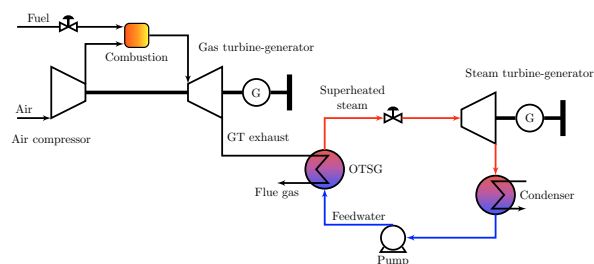 Fuel
Combustion
Gas turbine-generator
G
Air
Air compressor
GT exhaust
Superheated
steam
Steam turbine-generator
G
OTSG
Flue gas
Condenser
Feedwater
Pump